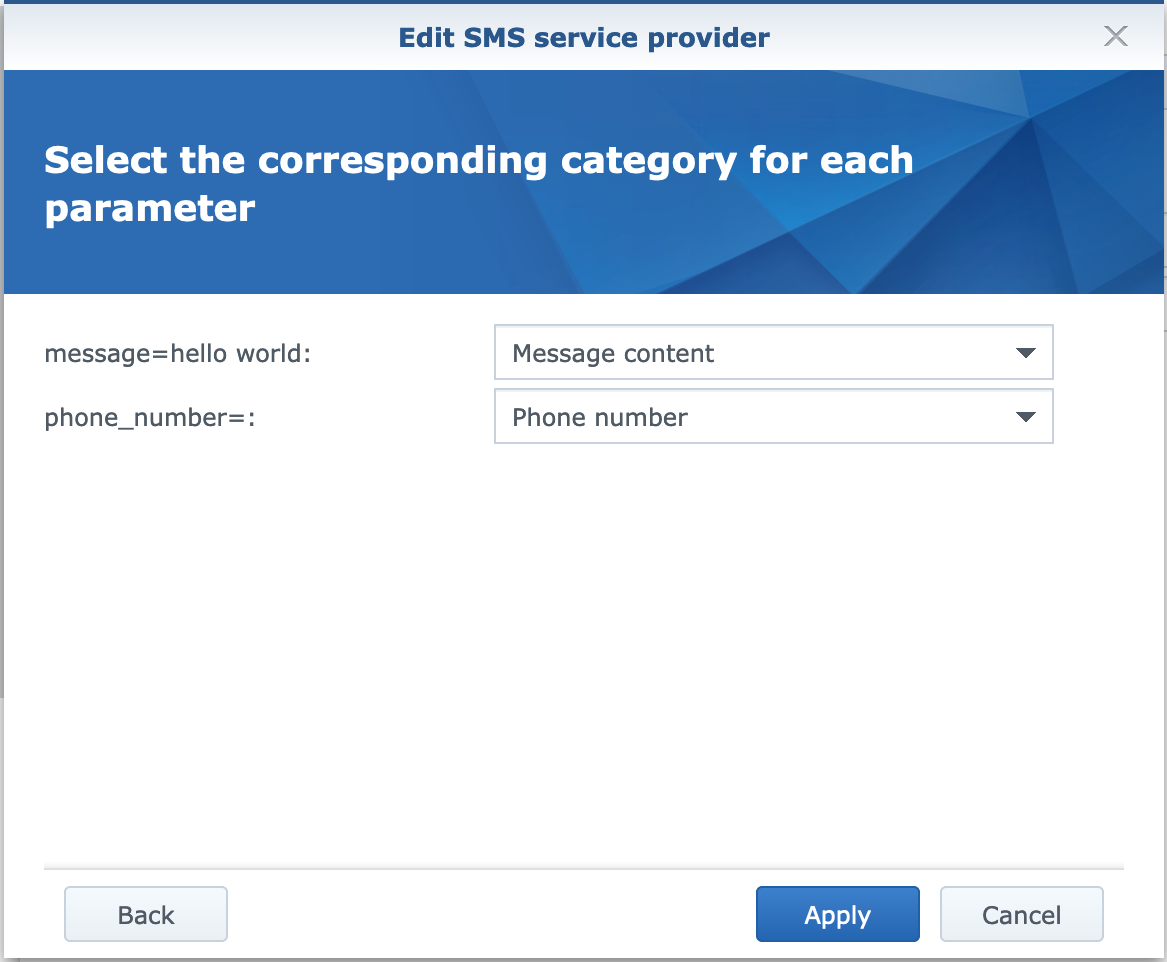 Edit SMS service provider
Select the corresponding category for each
parameter
message=hello world:
Message content
phone_number=:
Phone number
Back
Apply
Cancel